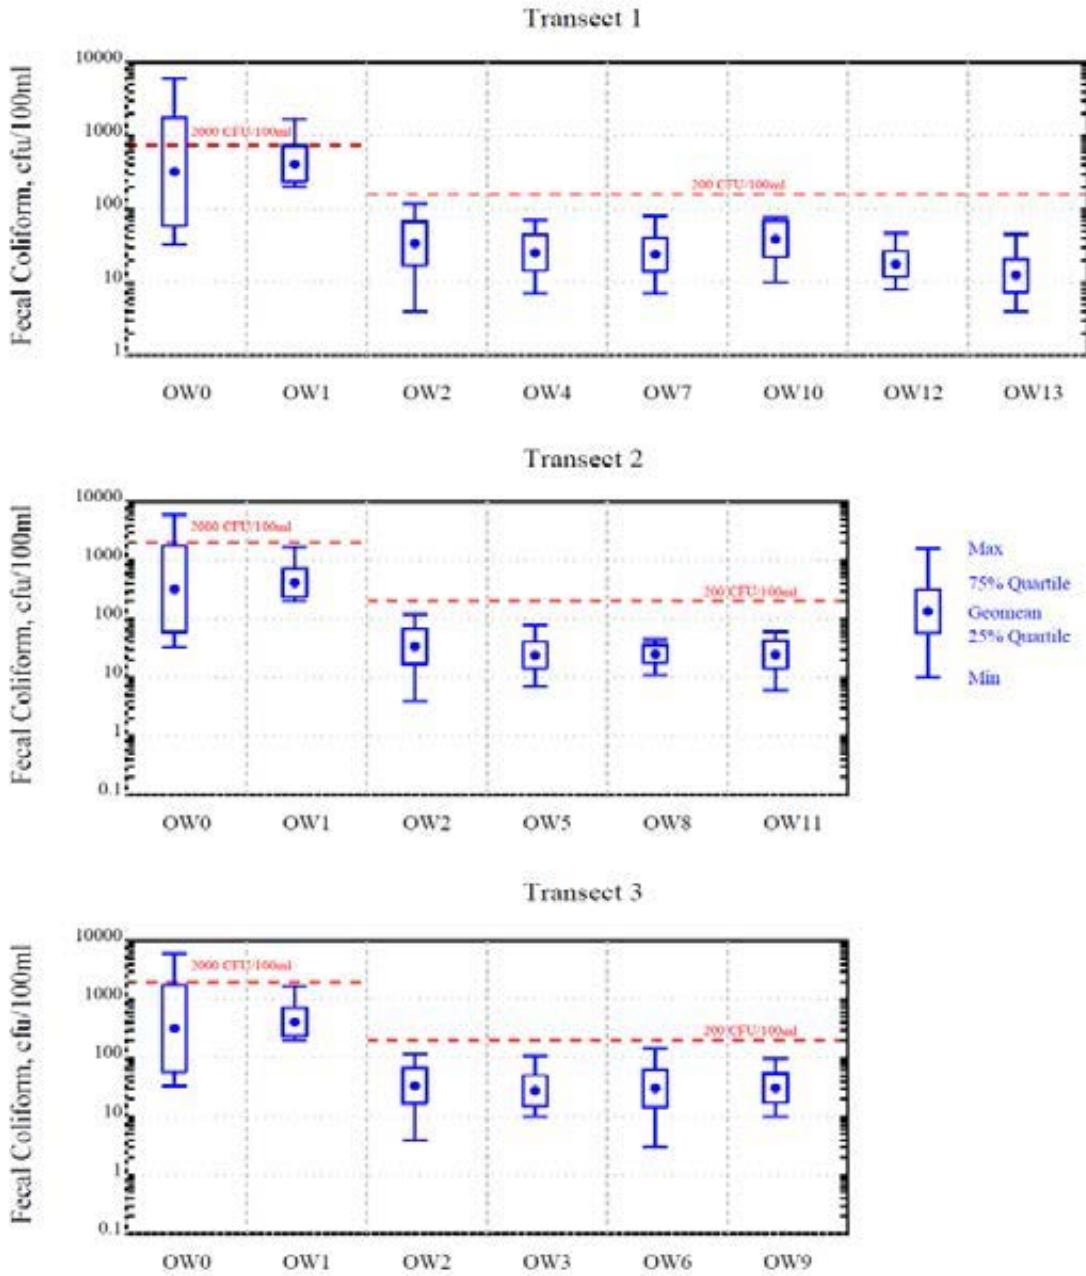 Transect 1
Fecal Coliform, cfu/100ml
10000
1000
100
10
1
2000 CFU/100ml
200 CFU/100ml
OW0 OW1 OW2 OW4 OW7 OW10 OW12 OW13
Transect 2
Fecal Coliform, cfu/100ml
10000
1000
100
10
1
0.1
2000 CFU/100ml
200 CFU/100ml
OW0 OW1 OW2 OW5 OW8 OW11
Max
75% Quartile
Geomean
25% Quartile
Min
Transect 3
Fecal Coliform, cfu/100ml
10000
1000
100
10
1
0.1
2000 CFU/100ml
200 CFU/100ml
OW0 OW1 OW2 OW3 OW6 OW9